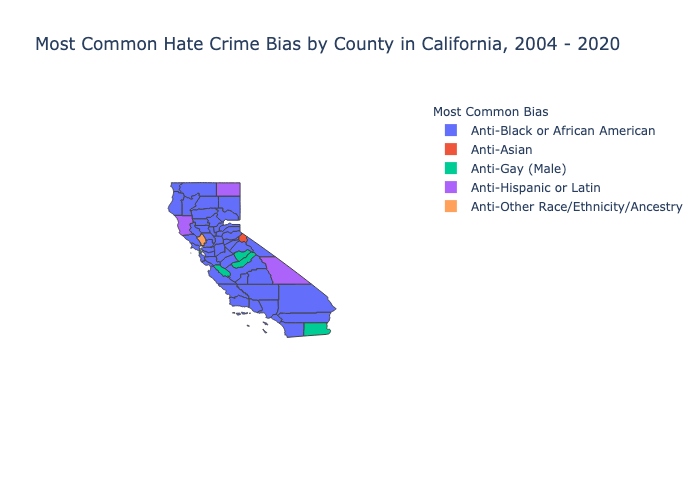 Most Common Hate Crime Bias by County in California, 2004 - 2020
Most Common Bias
Anti-Black or African American
Anti-Asian
Anti-Gay (Male)
Anti-Hispanic or Latin
Anti-Other Race/Ethnicity/Ancestry